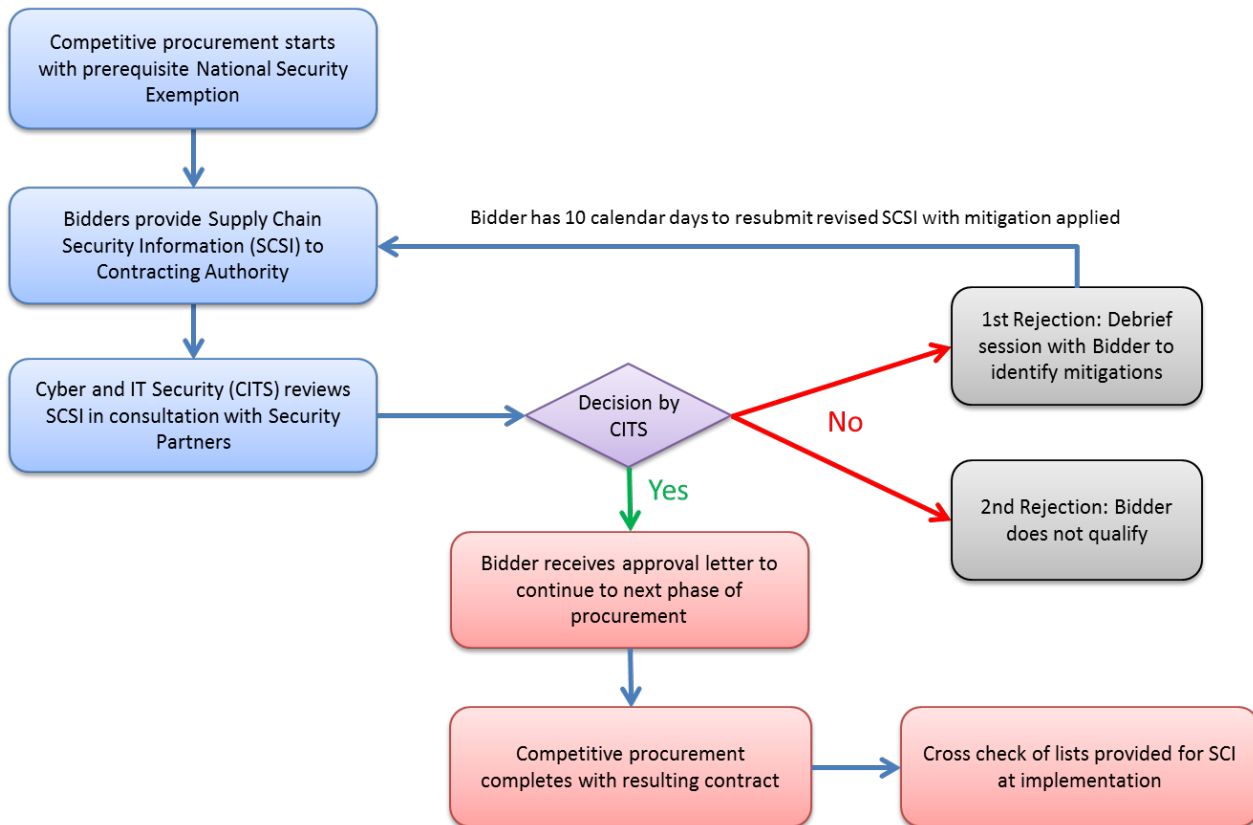 Competitive procurement starts
with prerequisite National Security
Exemption
Bidders provide Supply Chain
Security Information (SCSI) to
Contracting Authority
Bidder has 10 calendar days to resubmit revised SCSI with mitigation applied
1st Rejection: Debrief
session with Bidder to
identify mitigations
Cyber and IT Security (CITS) reviews
SCSI in consultation with Security
Partners
Decision by
CITS
No
Yes
2nd Rejection: Bidder
does not qualify
Bidder receives approval letter to
continue to next phase of
procurement
Competitive procurement
completes with resulting contract
Cross check of lists provided for SCI
at implementation